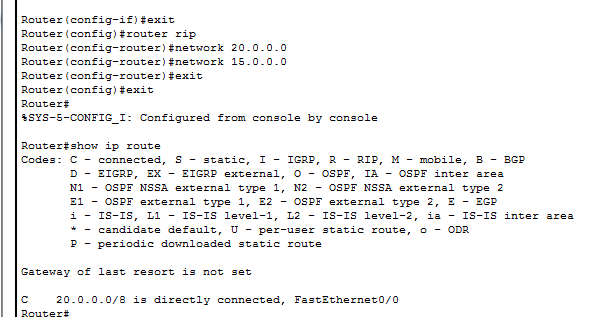 Router(config-if)#exit
Router(config)#router rip
Router(config-router)#network 20.0.0.0
Router(config-router)#network 15.0.0.0
Router(config-router)#exit
Router(config)#exit
Router#
%SYS-5-CONFIG_I: Configured from console by console
Router#show ip route
Codes: C - connected, S - static, I - IGRP, R - RIP, M - mobile, B - BGP
D - EIGRP, EX - EIGRP external, O - OSPF, IA - OSPF inter area
N1 - OSPF NSSA external type 1, N2 - OSPF NSSA external type 2
E1 - OSPF external type 1, E2 - OSPF external type 2, E - EGP
i - IS-IS, L1 - IS-IS level-1, L2 - IS-IS level-2, ia - IS-IS inter area
* - candidate default, U - per-user static route, o - ODR
P - periodic downloaded static route
Gateway of last resort is not set
C 20.0.0.0/8 is directly connected, FastEthernet0/0
Router#